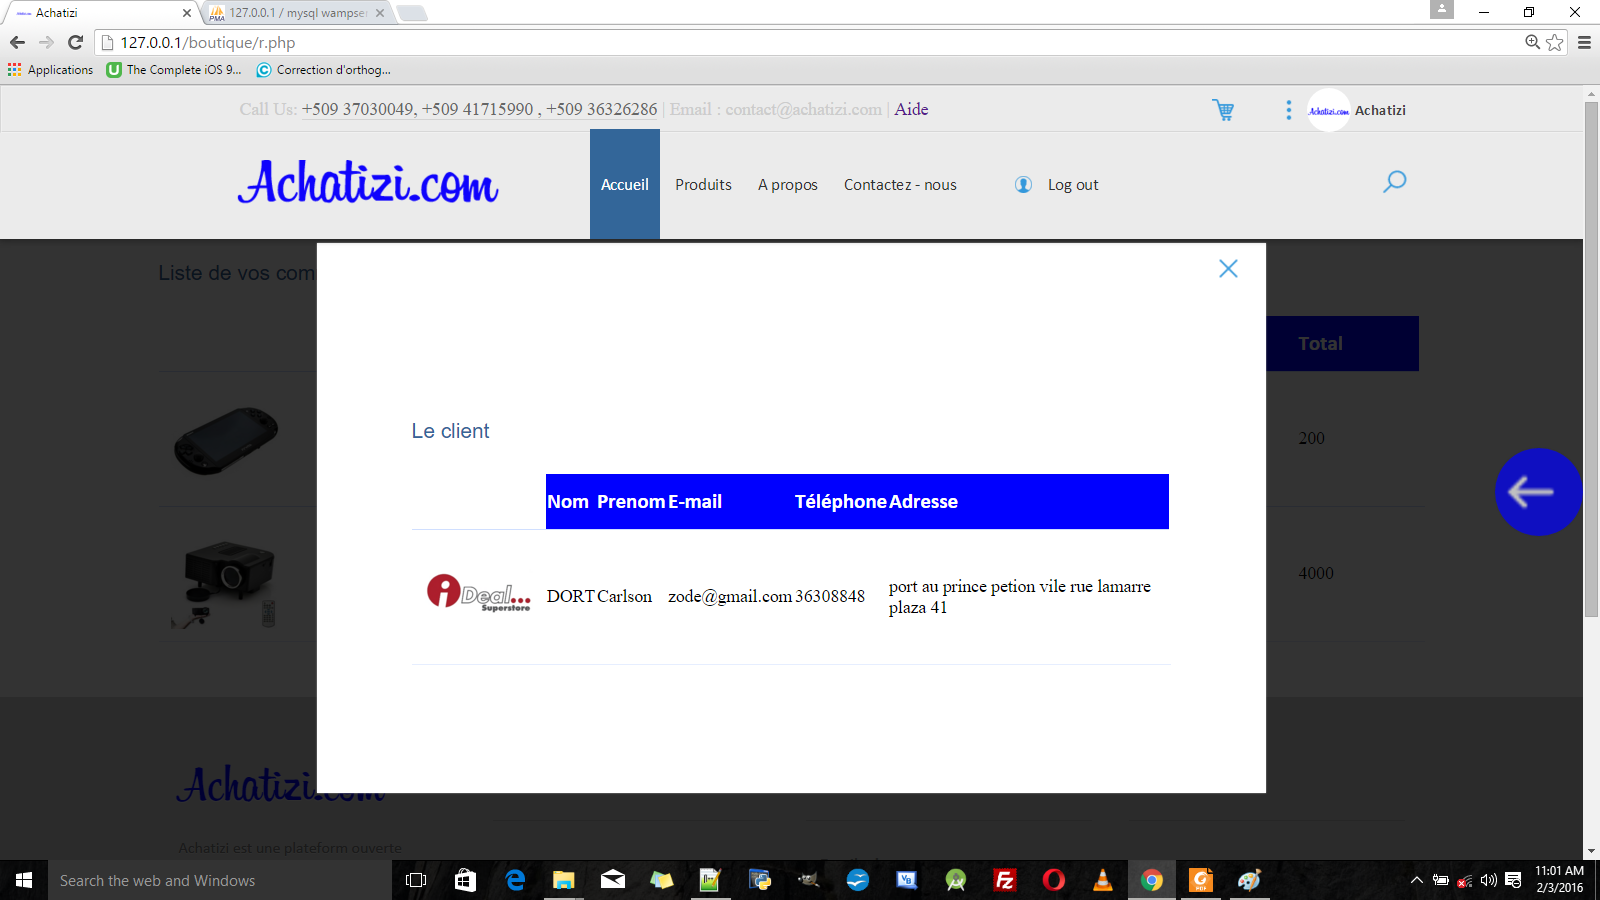 Achatizi
127.0.0.1 / mysql wampse
127.0.0.1/boutique/r.php
Applications
The Complete iOS 9...
Correction d'orthog...
Call Us: +509 37030049, +509 41715990 , +509 36326286 | Email : contact@achatizi.com | Aide
Achatizi.com
Achatizi
Achatizi.com
Accueil
Produits
A propos
Contactez - nous
Log out
Liste de vos com
Total
200
4000
Le client
Nom Prenom E-mail Téléphone Adresse
i Deal... Superstore
DORT Carlson zode@gmail.com 36308848 port au prince petion vile rue lamarre
plaza 41
Achatizi.com
Achatizi est une plateform ouverte
Search the web and Windows
11:01 AM
2/3/2016